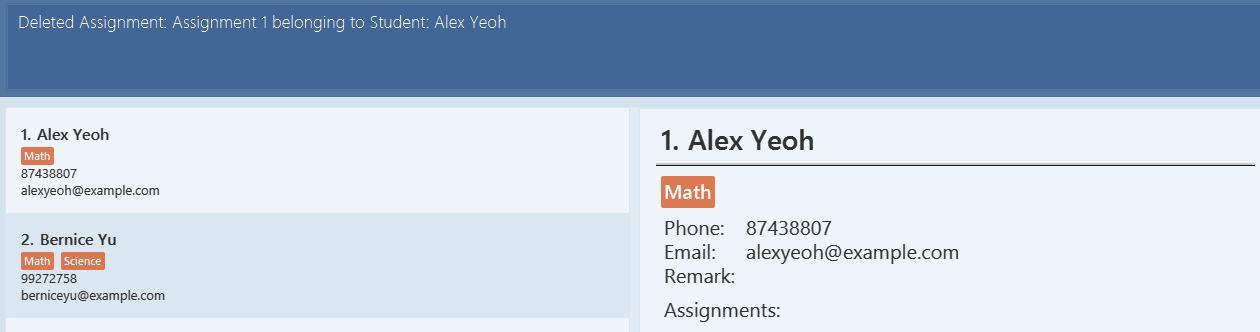 Deleted Assignment: Assignment 1 belonging to Student: Alex Yeoh
1. Alex Yeoh
Math
87438807
alexyeoh@example.com
2. Bernice Yu
Math Science
99272758
berniceyu@example.com
1. Alex Yeoh
Math
Phone: 87438807
Email: alexyeoh@example.com
Remark:
Assignments: